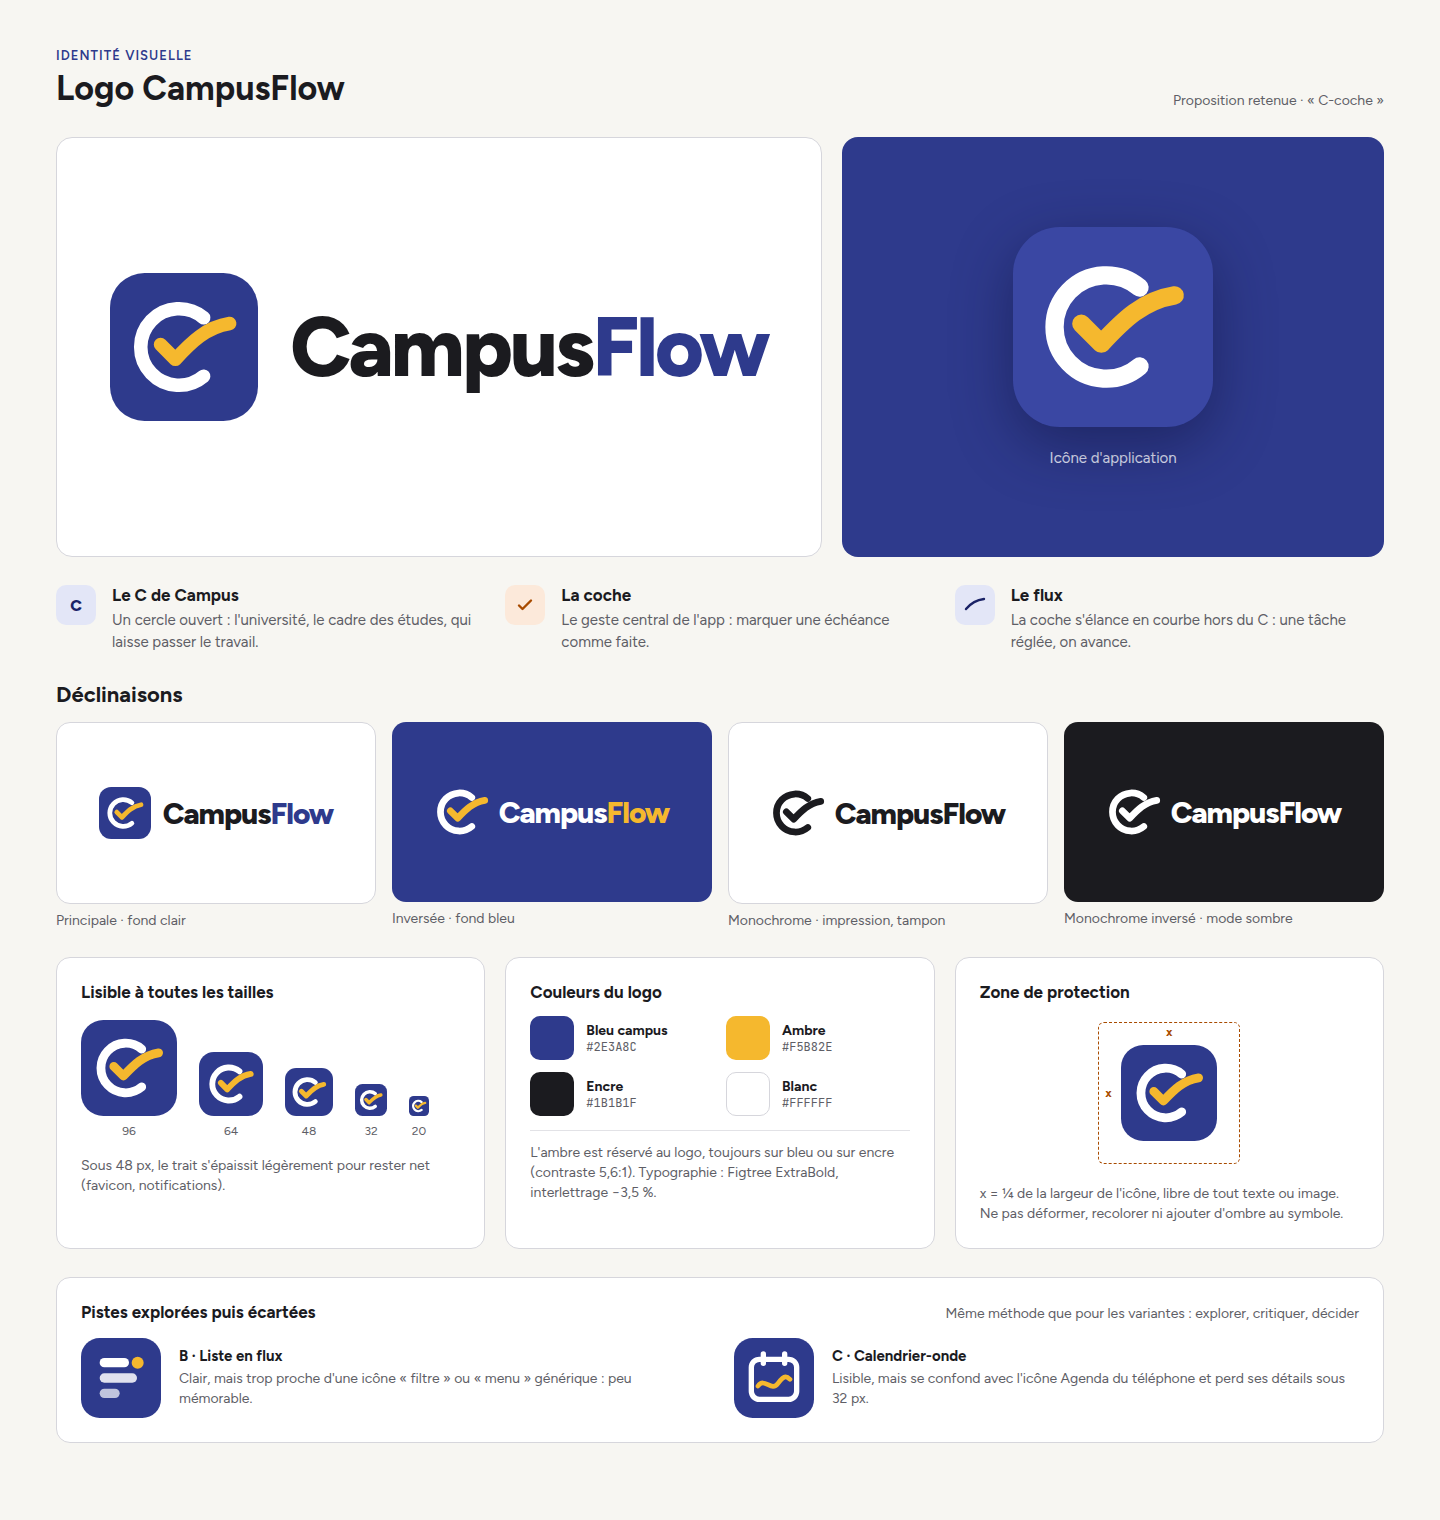 IDENTITÉ VISUELLE
Logo CampusFlow
Proposition retenue · « C-coche »
CampusFlow
Icône d'application
C
Le C de Campus
Un cercle ouvert : l'université, le cadre des études, qui
laisse passer le travail.
La coche
Le geste central de l'app : marquer une échéance
comme faite.
Le flux
La coche s'élance en courbe hors du C : une tâche
réglée, on avance.
Déclinaisons
CampusFlow
CampusFlow
CampusFlow
CampusFlow
Principale · fond clair
Inversée · fond bleu
Monochrome · impression, tampon
Monochrome inversé · mode sombre
Lisible à toutes les tailles
96
64
48
32
20
Sous 48 px, le trait s'épaissit légèrement pour rester net
(favicon, notifications).
Couleurs du logo
Bleu campus
#2E3A8C
Ambre
#F5B82E
Encre
#1B1B1F
Blanc
#FFFFFF
L'ambre est réservé au logo, toujours sur bleu ou sur encre
(contraste 5,6:1). Typographie : Figtree ExtraBold,
interlettrage −3,5 %.
Zone de protection
x
x
x = ¼ de la largeur de l'icône, libre de tout texte ou image.
Ne pas déformer, recolorer ni ajouter d'ombre au symbole.
Pistes explorées puis écartées
Même méthode que pour les variantes : explorer, critiquer, décider
B · Liste en flux
Clair, mais trop proche d'une icône « filtre » ou « menu » générique : peu
mémorable.
C · Calendrier-onde
Lisible, mais se confond avec l'icône Agenda du téléphone et perd ses détails sous
32 px.